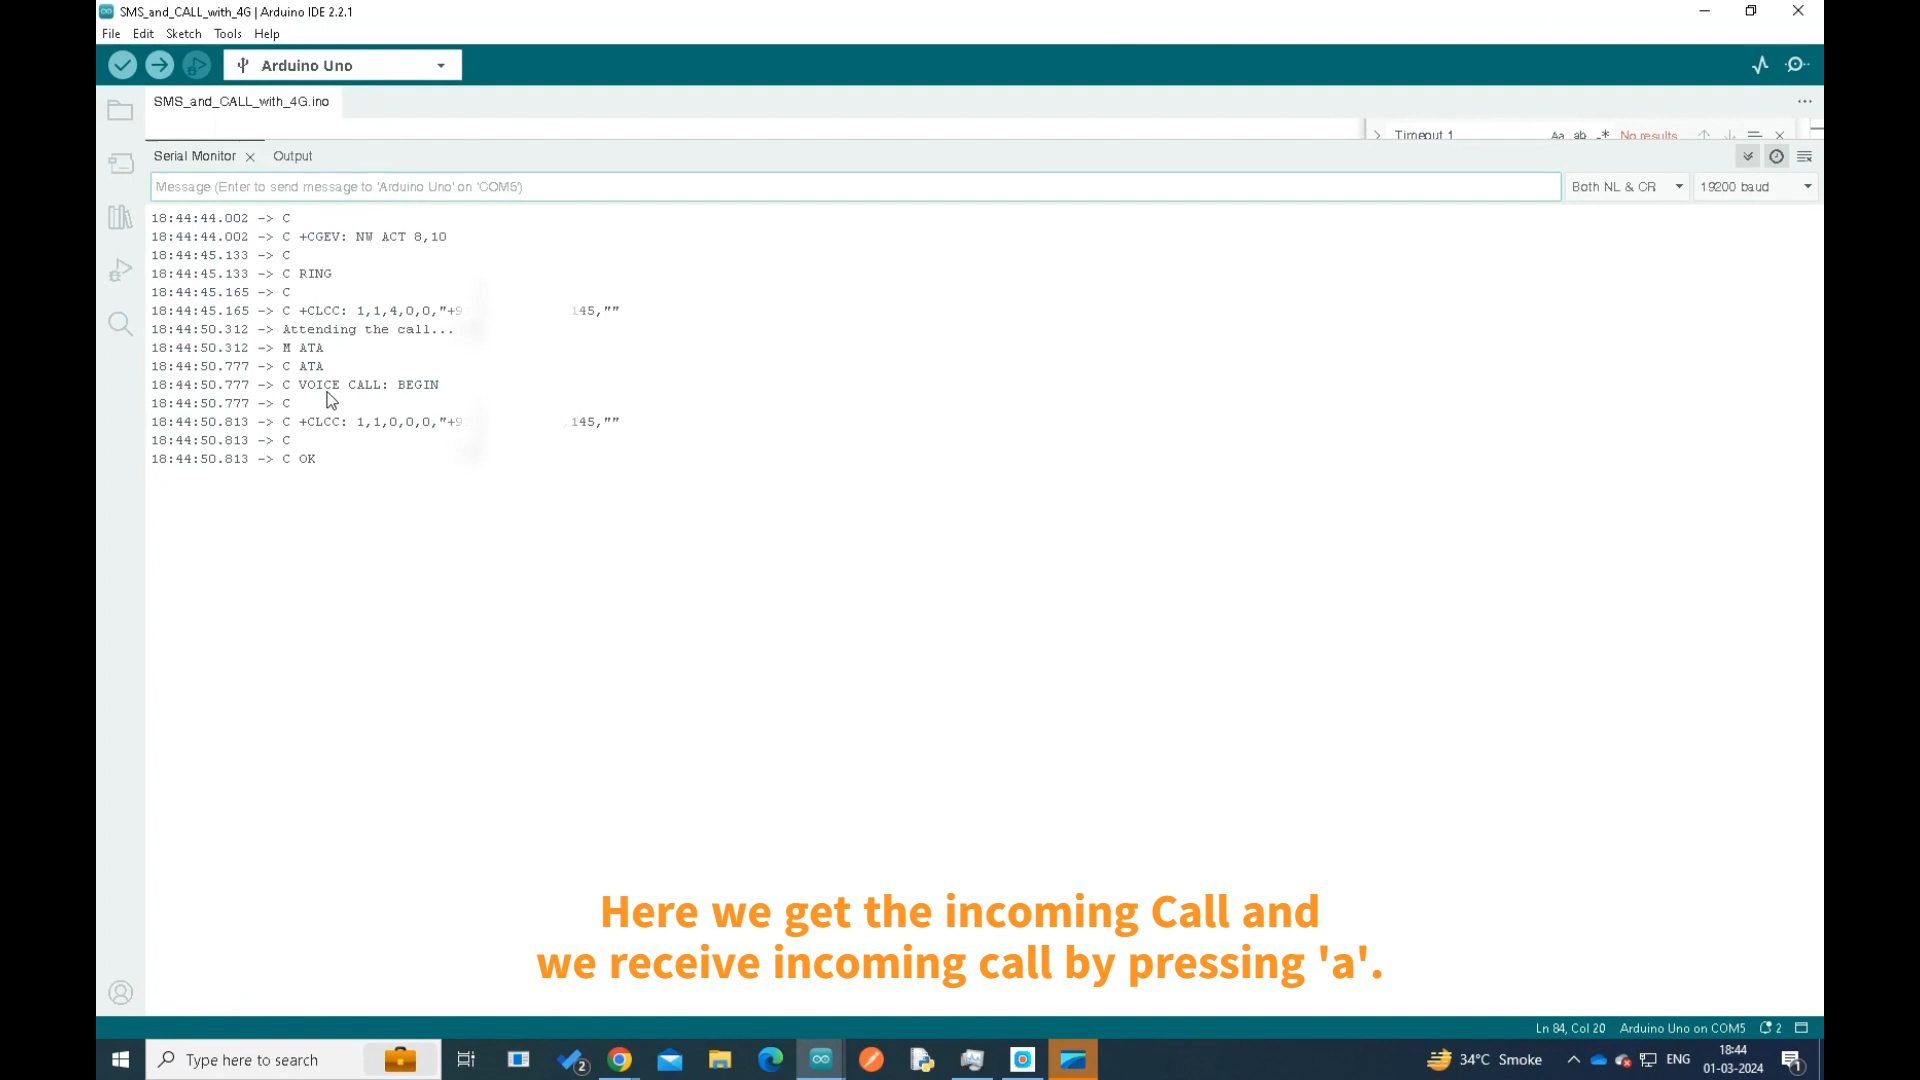 SMS_and_CALL_with_4G | Arduino IDE 2.2.1
File Edit Sketch Tools Help
Arduino Uno
SMS_and_CALL_with_4G.ino
Timeout 1 Aa ab .* No results
Serial Monitor Output
Message (Enter to send message to 'Arduino Uno' on 'COM5')
Both NL & CR
19200 baud
18:44:44.002 -> C
18:44:44.002 -> C +CGEV: NW ACT 8,10
18:44:45.133 -> C
18:44:45.133 -> C RING
18:44:45.165 -> C
18:44:45.165 -> C +CLCC: 1,1,4,0,0,"+9 145,""
18:44:50.312 -> Attending the call...
18:44:50.312 -> M ATA
18:44:50.777 -> C ATA
18:44:50.777 -> C VOICE CALL: BEGIN
18:44:50.777 -> C
18:44:50.813 -> C +CLCC: 1,1,0,0,0,"+9 145,""
18:44:50.813 -> C
18:44:50.813 -> C OK
Here we get the incoming Call and
we receive incoming call by pressing 'a'.
Ln 84, Col 20 Arduino Uno on COM5 2
Type here to search
2
34°C Smoke
ENG
18:44
01-03-2024
1